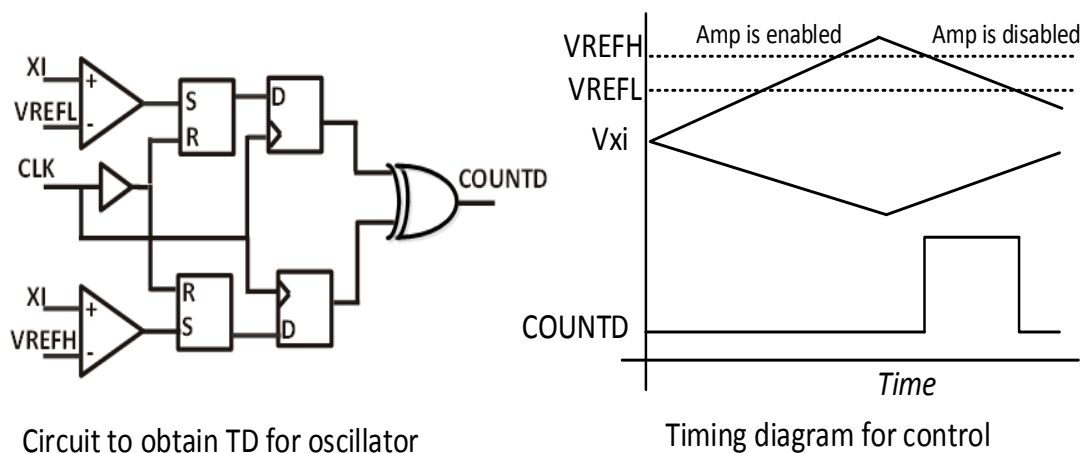 XI
+
VREFL
-
S
R
D
CLK
COUNTD
XI
+
VREFH
-
R
S
D
Circuit to obtain TD for oscillator
Amp is enabled
Amp is disabled
VREFH
VREFL
Vxi
COUNTD
Time
Timing diagram for control